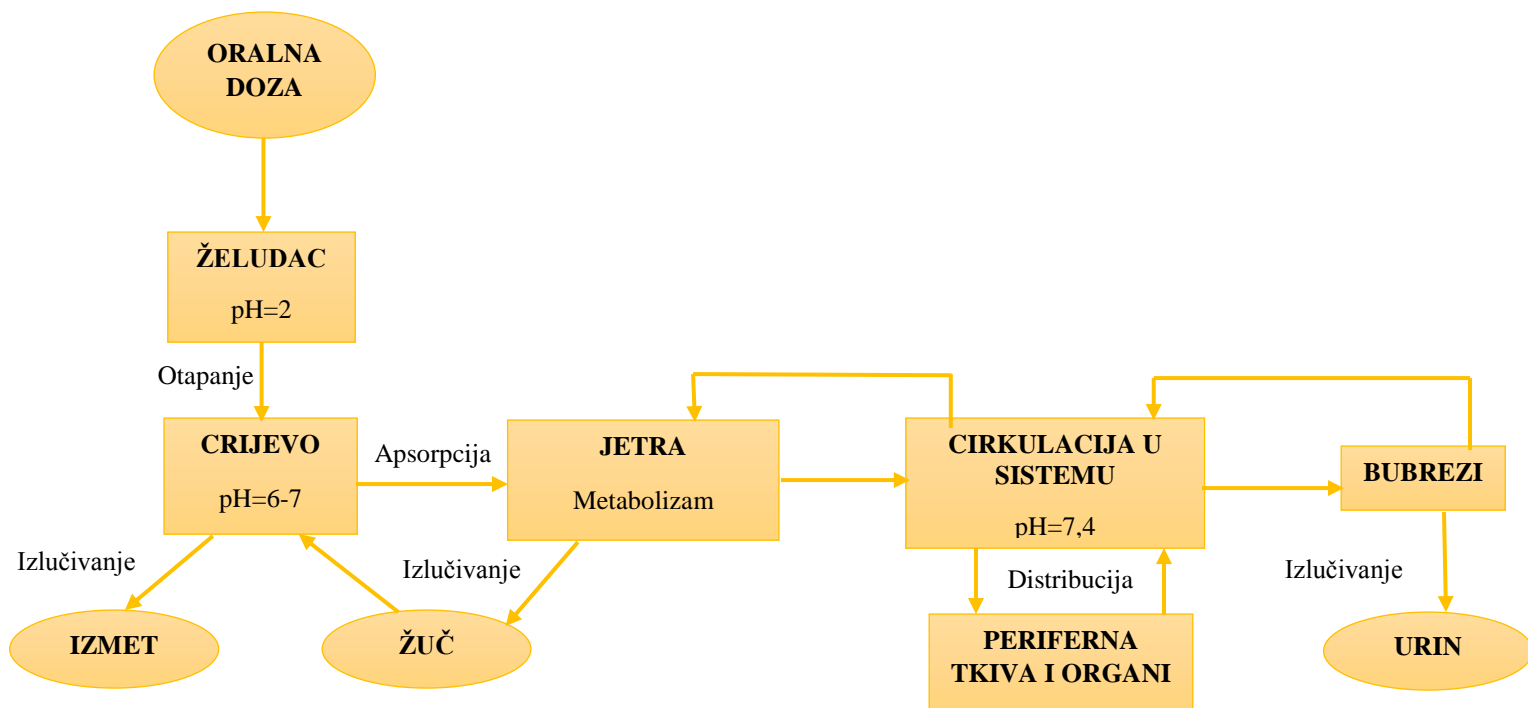 ORALNA
DOZA
ŽELUDAC
pH=2
Otapanje
CRIJEVO
pH=6-7
Apsorpcija
JETRA
Metabolizam
CIRKULACIJA U
SISTEMU
pH=7,4
BUBREZI
Izlučivanje
Izlučivanje
Distribucija
Izlučivanje
IZMET
ŽUČ
PERIFERNA
TKIVA I ORGANI
URIN